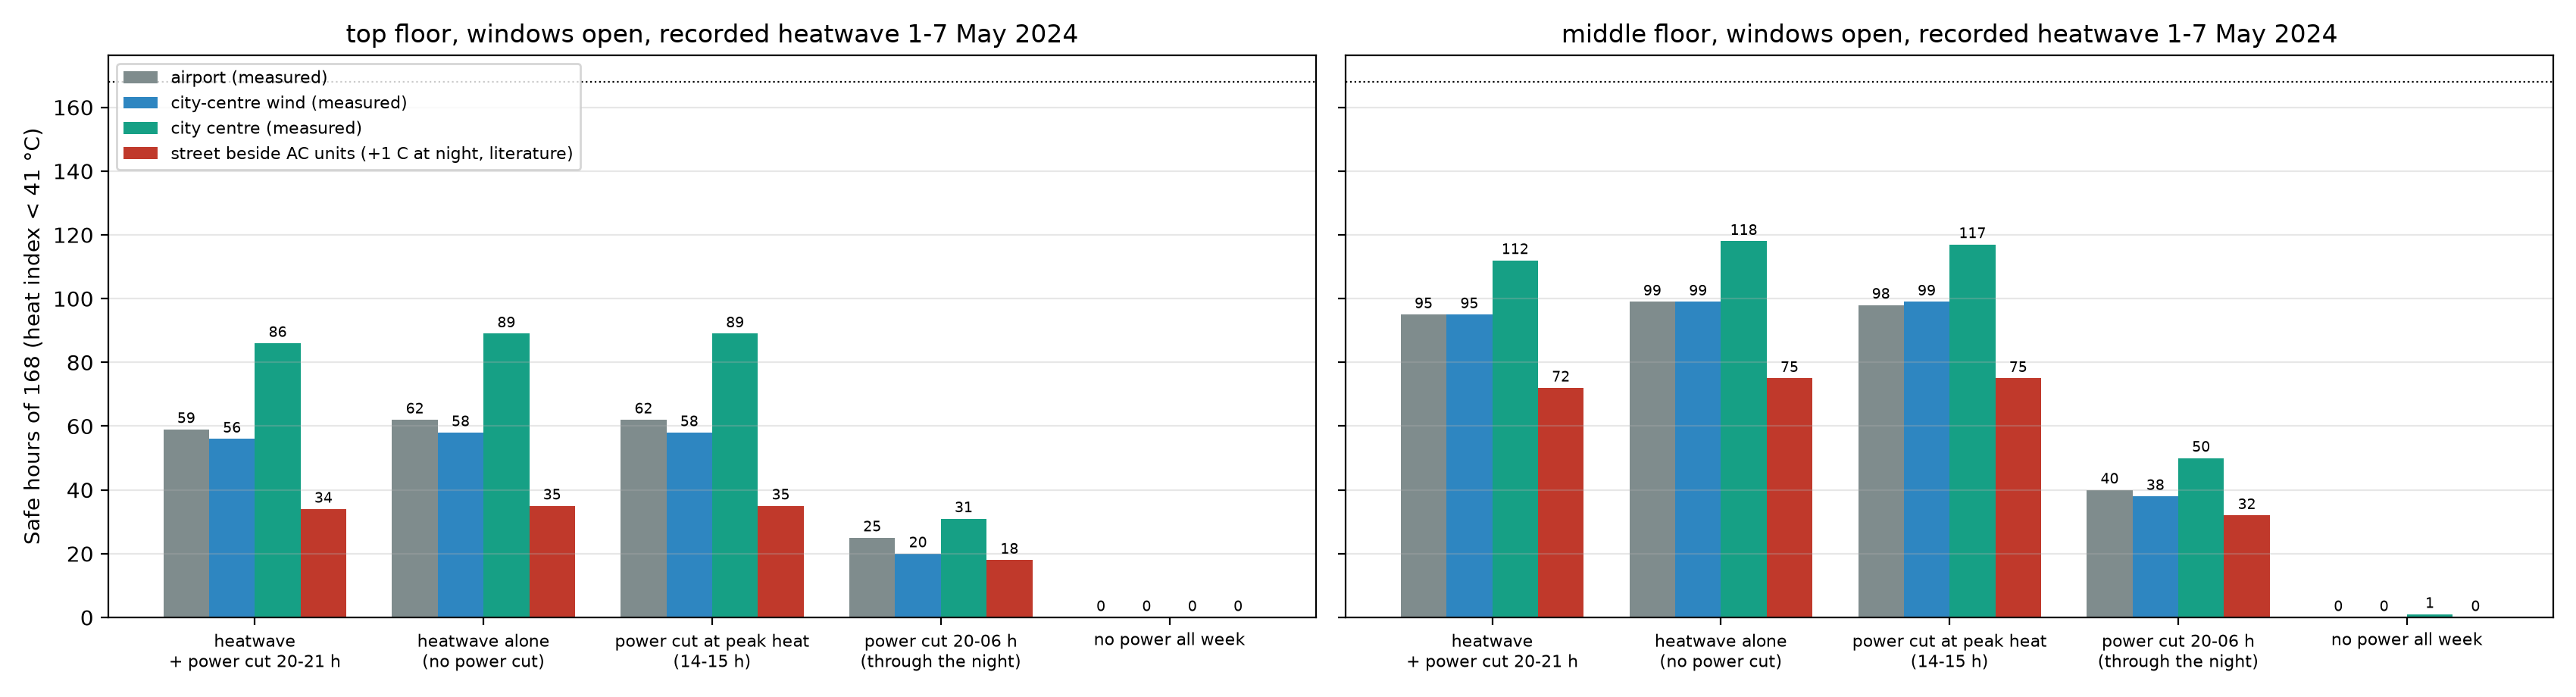 top floor, windows open, recorded heatwave 1-7 May 2024
Safe hours of 168 (heat index < 41 °C)
160
140
120
100
80
60
40
20
0
airport (measured)
city-centre wind (measured)
city centre (measured)
street beside AC units (+1 C at night, literature)
59
56
86
34
62
58
89
35
62
58
89
35
25
20
31
18
0
0
0
0
heatwave
+ power cut 20-21 h
heatwave alone
(no power cut)
power cut at peak heat
(14-15 h)
power cut 20-06 h
(through the night)
no power all week
middle floor, windows open, recorded heatwave 1-7 May 2024
95
95
112
72
99
99
118
75
98
99
117
75
40
38
50
32
0
0
1
0
heatwave
+ power cut 20-21 h
heatwave alone
(no power cut)
power cut at peak heat
(14-15 h)
power cut 20-06 h
(through the night)
no power all week